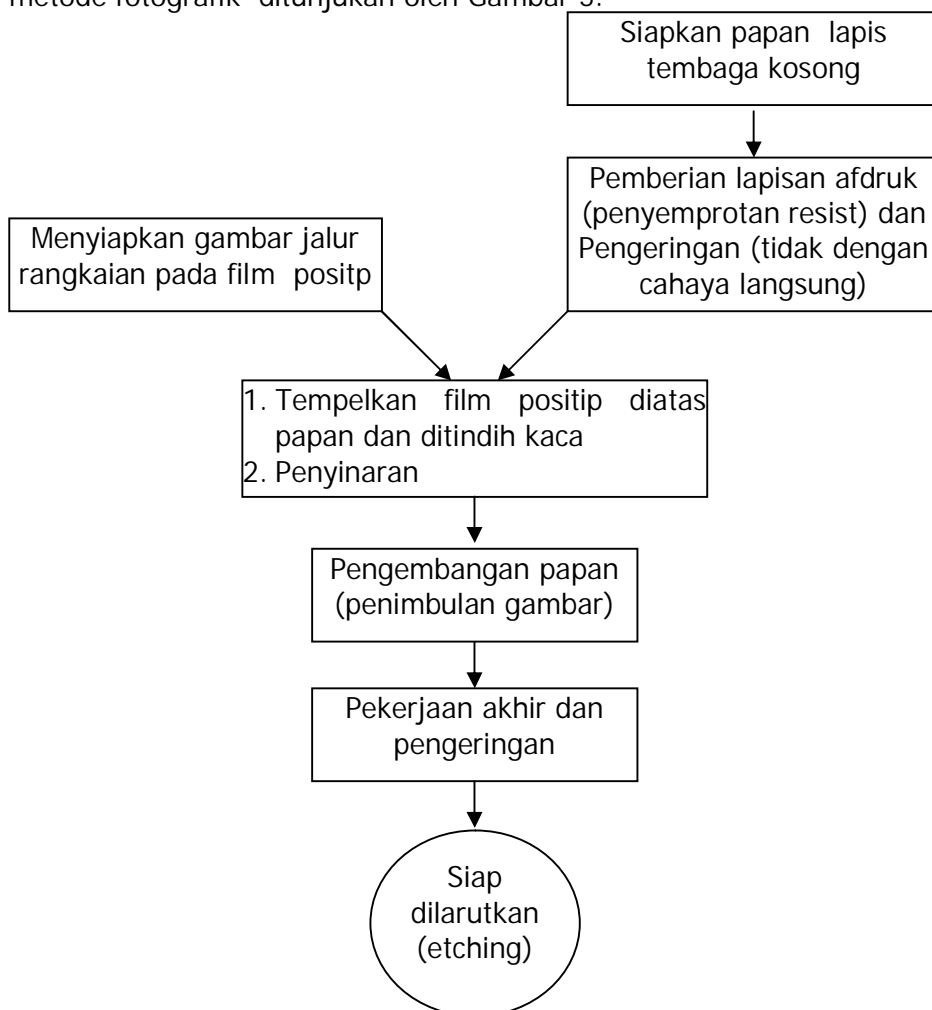 metode fotografik ditunjukan oleh Gambar 3.
Siapkan papan lapis
tembaga kosong
Pemberian lapisan afdruk
(penyemprotan resist) dan
Pengeringan (tidak dengan
cahaya langsung)
Menyiapkan gambar jalur
rangkaian pada film positp
1. Tempelkan film positip diatas
papan dan ditindih kaca
2. Penyinaran
Pengembangan papan
(penimbulan gambar)
Pekerjaan akhir dan
pengeringan
Siap
dilarutkan
(etching)